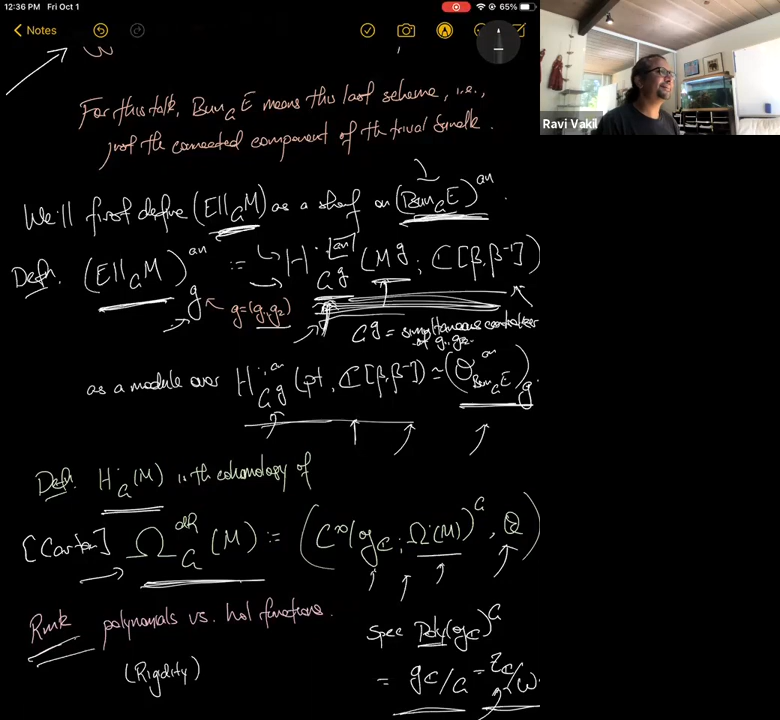 12:36 PM Fri Oct 1
65%
Notes
Ravi Vakil
For this talk, Bun_G E means this last scheme, i.e.,
just the connected component of the trivial bundle.
We'll first define (Ell_G M) as a sheaf on (Bun_G E)^an.
Defn. (Ell_G M)^an_g := H^{·[an]}_{G^g} (M^g ; C[β,β^-1])
g=(g_1,g_2)
G^g = simultaneous centralizer
of g_1, g_2
as a module over H^{·,an}_{G^g} (pt, C[β,β^-1]) ≅ (O^an_{Bun_G E})_g.
Defn. H^·_G(M) is the cohomology of
[Cartan] Ω^·_G (M) := (C^∞(g_C ; Ω^·(M))^G, Q)
Rmk polynomials vs. hol functions.
(Rigidity)
Spec Poly(g_C)^G
= g_C/G = t_C/W.